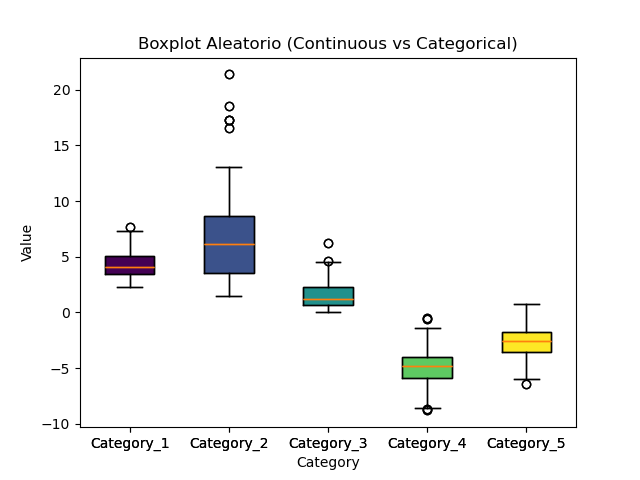 Boxplot Aleatorio (Continuous vs Categorical)
20
15
10
5
0
−5
−10
Value
Category_1 Category_2 Category_3 Category_4 Category_5
Category